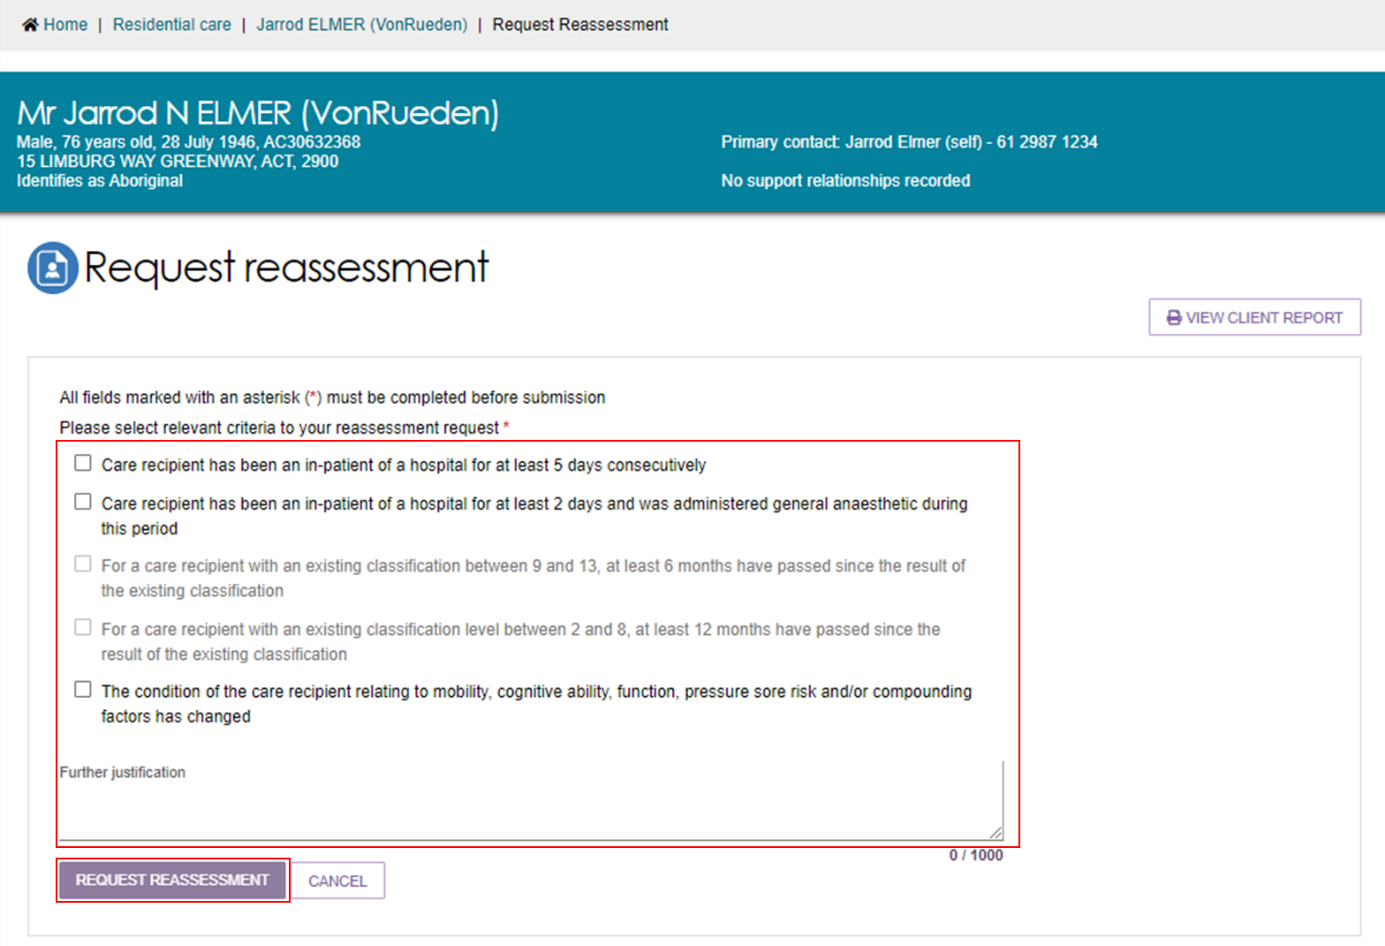 Home | Residential care | Jarrod ELMER (VonRueden) | Request Reassessment
Mr Jarrod N ELMER (VonRueden)
Male, 76 years old, 28 July 1946, AC30632368
15 LIMBURG WAY GREENWAY, ACT, 2900
Identifies as Aboriginal
Primary contact: Jarrod Elmer (self) - 61 2987 1234
No support relationships recorded
Request reassessment
VIEW CLIENT REPORT
All fields marked with an asterisk (*) must be completed before submission
Please select relevant criteria to your reassessment request *
Care recipient has been an in-patient of a hospital for at least 5 days consecutively
Care recipient has been an in-patient of a hospital for at least 2 days and was administered general anaesthetic during
this period
For a care recipient with an existing classification between 9 and 13, at least 6 months have passed since the result of
the existing classification
For a care recipient with an existing classification level between 2 and 8, at least 12 months have passed since the
result of the existing classification
The condition of the care recipient relating to mobility, cognitive ability, function, pressure sore risk and/or compounding
factors has changed
Further justification
0 / 1000
REQUEST REASSESSMENT
CANCEL